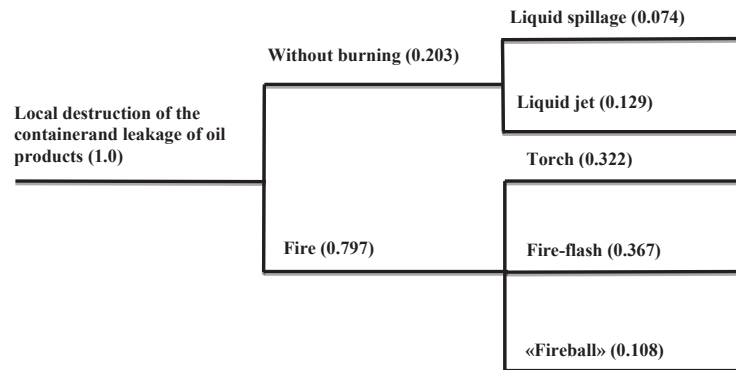 Liquid spillage (0.074)
Without burning (0.203)
Liquid jet (0.129)
Local destruction of the
containerand leakage of oil
products (1.0)
Torch (0.322)
Fire (0.797)
Fire-flash (0.367)
«Fireball» (0.108)